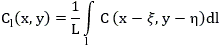 C_l(x, y) = \frac{1}{L} \int_l C (x − ξ, y − η)dl